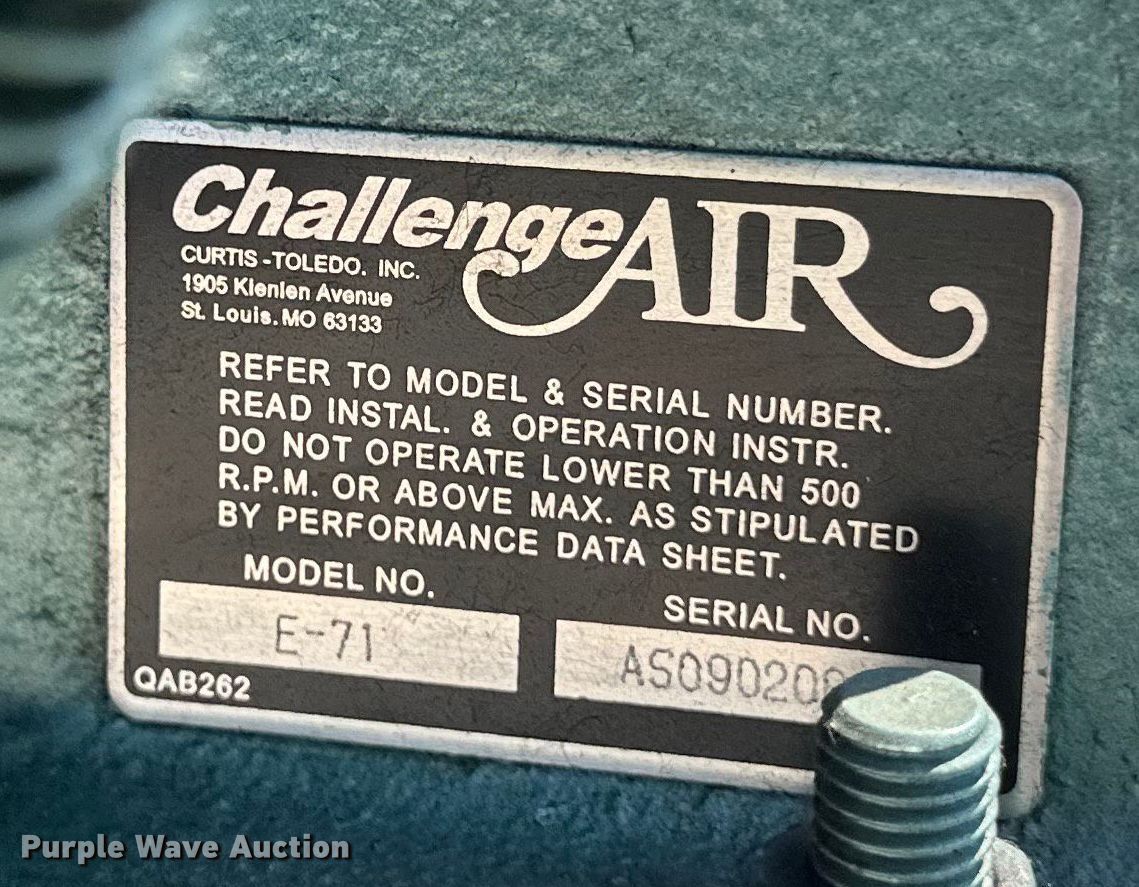 ChallengeAIR
CURTIS-TOLEDO. INC.
1905 Kienlen Avenue
St. Louis. MO 63133
REFER TO MODEL & SERIAL NUMBER.
READ INSTAL. & OPERATION INSTR.
DO NOT OPERATE LOWER THAN 500
R.P.M. OR ABOVE MAX. AS STIPULATED
BY PERFORMANCE DATA SHEET.
MODEL NO.
SERIAL NO.
E-71
QAB262
Purple Wave Auction